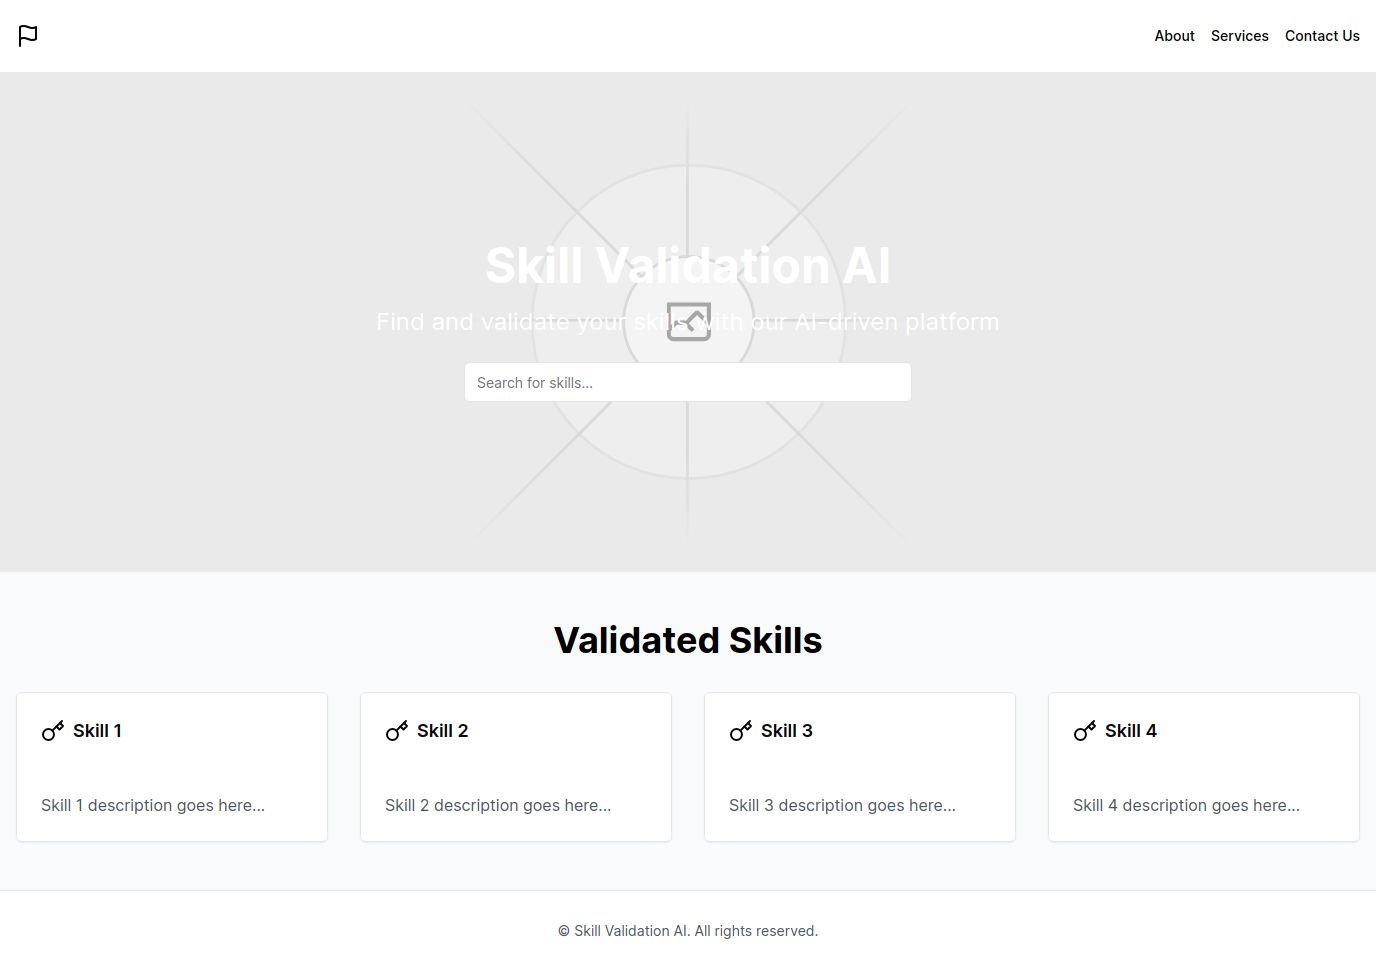 About Services Contact Us
Skill Validation AI
Find and validate your skills with our AI-driven platform
Search for skills...
Validated Skills
Skill 1
Skill 2
Skill 3
Skill 4
Skill 1 description goes here...
Skill 2 description goes here...
Skill 3 description goes here...
Skill 4 description goes here...
© Skill Validation AI. All rights reserved.